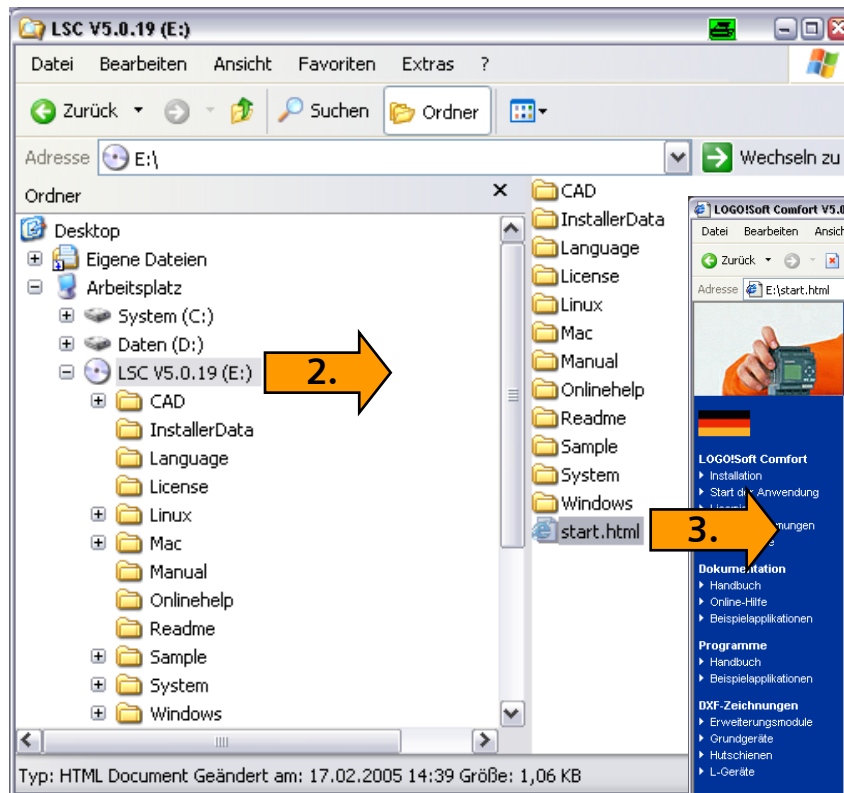 LSC V5.0.19 (E:)
Datei Bearbeiten Ansicht Favoriten Extras ?
Zurück Suchen Ordner
Adresse E:\ Wechseln zu
Ordner
Desktop
Eigene Dateien
Arbeitsplatz
System (C:)
Daten (D:)
LSC V5.0.19 (E:)
CAD
InstallerData
Language
License
Linux
Mac
Manual
Onlinehelp
Readme
Sample
System
Windows
2.
CAD
InstallerData
Language
License
Linux
Mac
Manual
Onlinehelp
Readme
Sample
System
Windows
start.html
3.
LOGO!Soft Comfort V5.0
Datei Bearbeiten Ansich
Zurück
Adresse E:\start.html
LOGO!Soft Comfort
Installation
Start der Anwendung
Dokumentation
Handbuch
Online-Hilfe
Beispielapplikationen
Programme
Handbuch
Beispielapplikationen
DXF-Zeichnungen
Erweiterungsmodule
Grundgeräte
Hutschienen
L-Geräte
Typ: HTML Document Geändert am: 17.02.2005 14:39 Größe: 1,06 KB